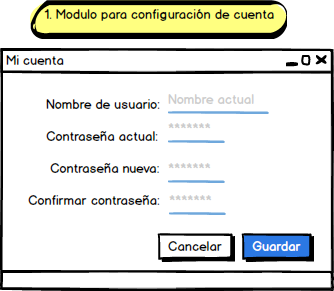 1. Modulo para configuración de cuenta
Mi cuenta
Nombre de usuario: Nombre actual
Contraseña actual: *******
Contraseña nueva: *******
Confirmar contraseña: *******
Cancelar Guardar